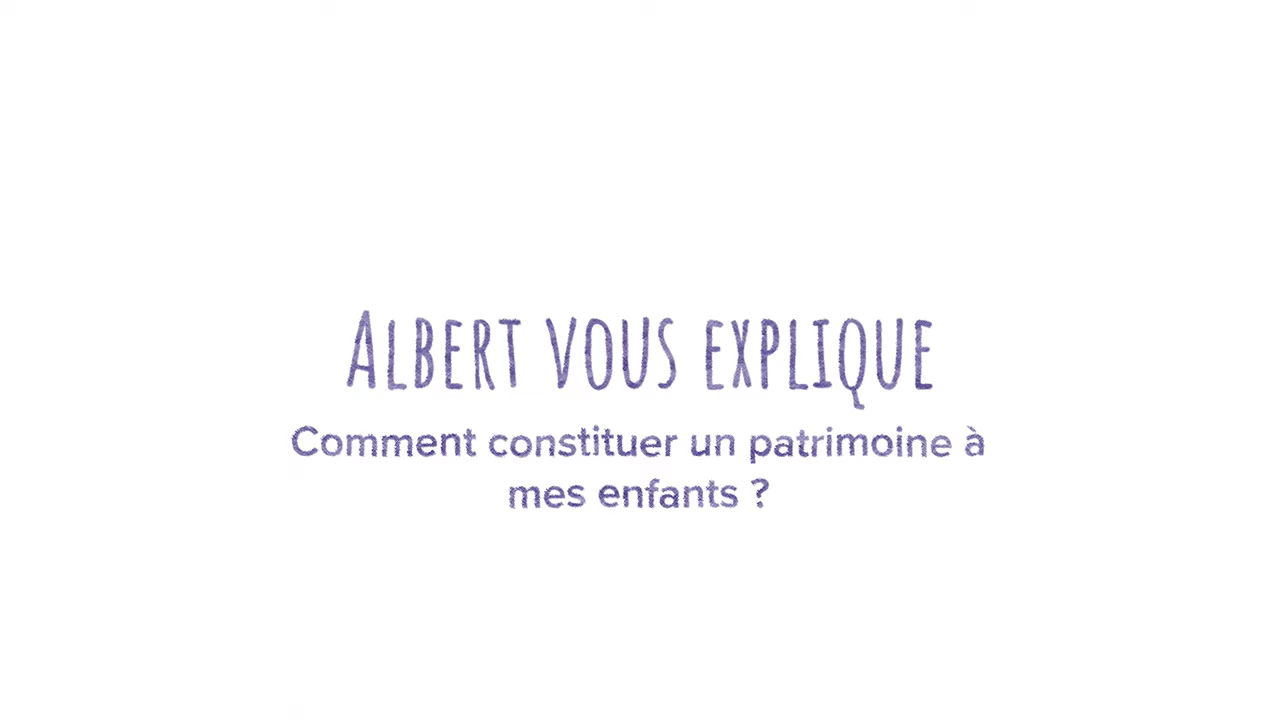 ALBERT VOUS EXPLIQUE
Comment constituer un patrimoine à
mes enfants ?